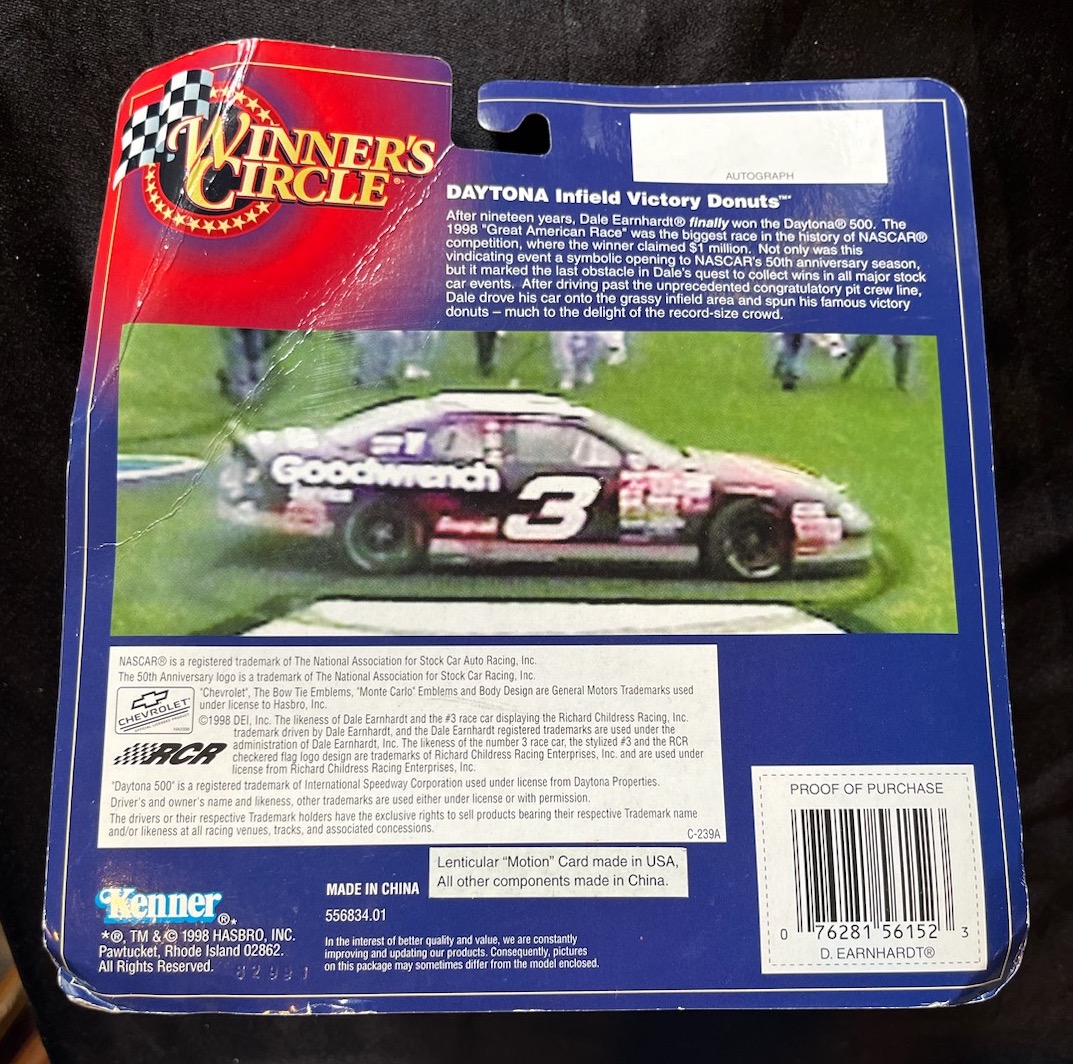 WINNER'S
CIRCLE®
AUTOGRAPH
DAYTONA Infield Victory Donuts™
After nineteen years, Dale Earnhardt® finally won the Daytona® 500. The
1998 "Great American Race" was the biggest race in the history of NASCAR®
competition, where the winner claimed $1 million. Not only was this
vindicating event a symbolic opening to NASCAR's 50th anniversary season,
but it marked the last obstacle in Dale's quest to collect wins in all major stock
car events. After driving past the unprecedented congratulatory pit crew line,
Dale drove his car onto the grassy infield area and spun his famous victory
donuts – much to the delight of the record-size crowd.
Goodwrench
3
NASCAR® is a registered trademark of The National Association for Stock Car Auto Racing, Inc.
The 50th Anniversary logo is a trademark of The National Association for Stock Car Racing, Inc.
CHEVROLET
"Chevrolet", The Bow Tie Emblems, "Monte Carlo" Emblems and Body Design are General Motors Trademarks used
under license to Hasbro, Inc.
©1998 DEI, Inc. The likeness of Dale Earnhardt and the #3 race car displaying the Richard Childress Racing, Inc.
trademark driven by Dale Earnhardt, and the Dale Earnhardt registered trademarks are used under the
RCR
administration of Dale Earnhardt, Inc. The likeness of the number 3 race car, the stylized #3 and the RCR
checkered flag logo design are trademarks of Richard Childress Racing Enterprises, Inc. and are used under
license from Richard Childress Racing Enterprises, Inc.
"Daytona 500" is a registered trademark of International Speedway Corporation used under license from Daytona Properties.
Driver's and owner's name and likeness, other trademarks are used either under license or with permission.
The drivers or their respective Trademark holders have the exclusive rights to sell products bearing their respective Trademark name
and/or likeness at all racing venues, tracks, and associated concessions.
C-239A
PROOF OF PURCHASE
0 76281 56152 3
D. EARNHARDT®
Lenticular "Motion" Card made in USA,
All other components made in China.
Kenner®*
MADE IN CHINA
556834.01
*®, TM & © 1998 HASBRO, INC.
Pawtucket, Rhode Island 02862.
All Rights Reserved.
In the interest of better quality and value, we are constantly
improving and updating our products. Consequently, pictures
on this package may sometimes differ from the model enclosed.